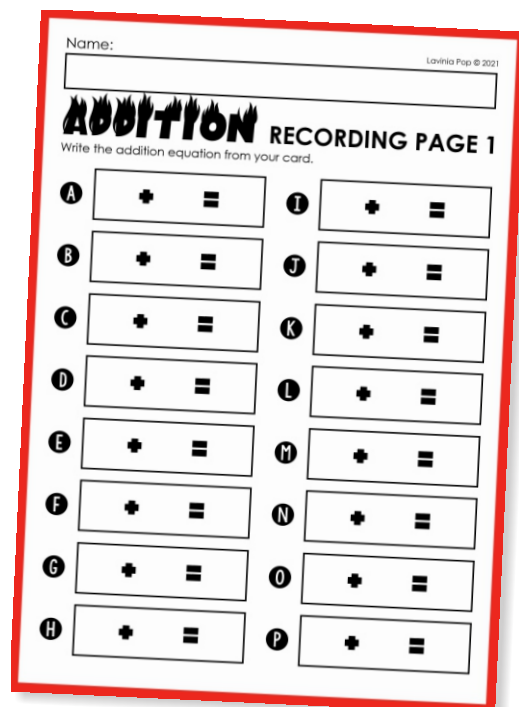 Name:
Lavinia Pop © 2021
ADDITION RECORDING PAGE 1
Write the addition equation from your card.
A + =
B + =
C + =
D + =
E + =
F + =
G + =
H + =
I + =
J + =
K + =
L + =
M + =
N + =
O + =
P + =